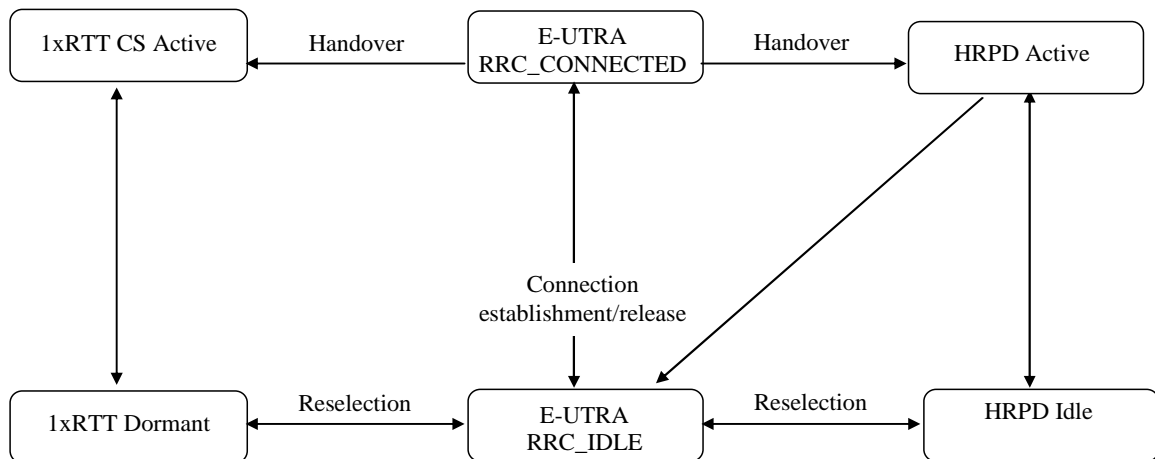 1xRTT CS Active
Handover
E-UTRA
RRC_CONNECTED
Handover
HRPD Active
Connection
establishment/release
1xRTT Dormant
Reselection
E-UTRA
RRC_IDLE
Reselection
HRPD Idle